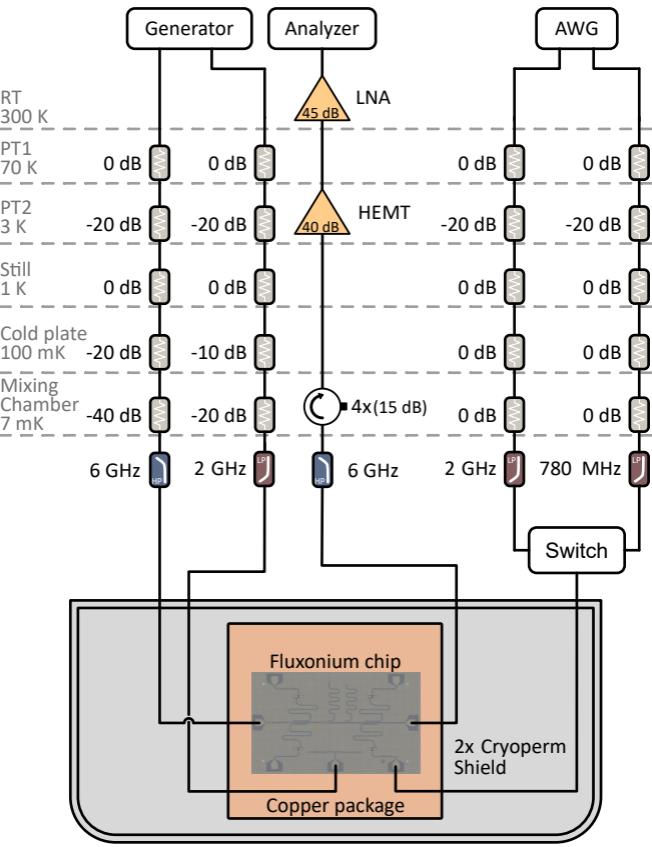 Generator Analyzer AWG
RT
300 K
LNA
45 dB
PT1
70 K
0 dB 0 dB 0 dB 0 dB
PT2
3 K
-20 dB -20 dB -20 dB -20 dB
HEMT
40 dB
Still
1 K
0 dB 0 dB 0 dB 0 dB
Cold plate
100 mK
-20 dB -10 dB 0 dB 0 dB
Mixing
Chamber
7 mK
-40 dB -20 dB 4x(15 dB) 0 dB 0 dB
6 GHz HP 2 GHz LP HP 6 GHz 2 GHz LP 780 MHz LP
Switch
Fluxonium chip
2x Cryoperm
Shield
Copper package